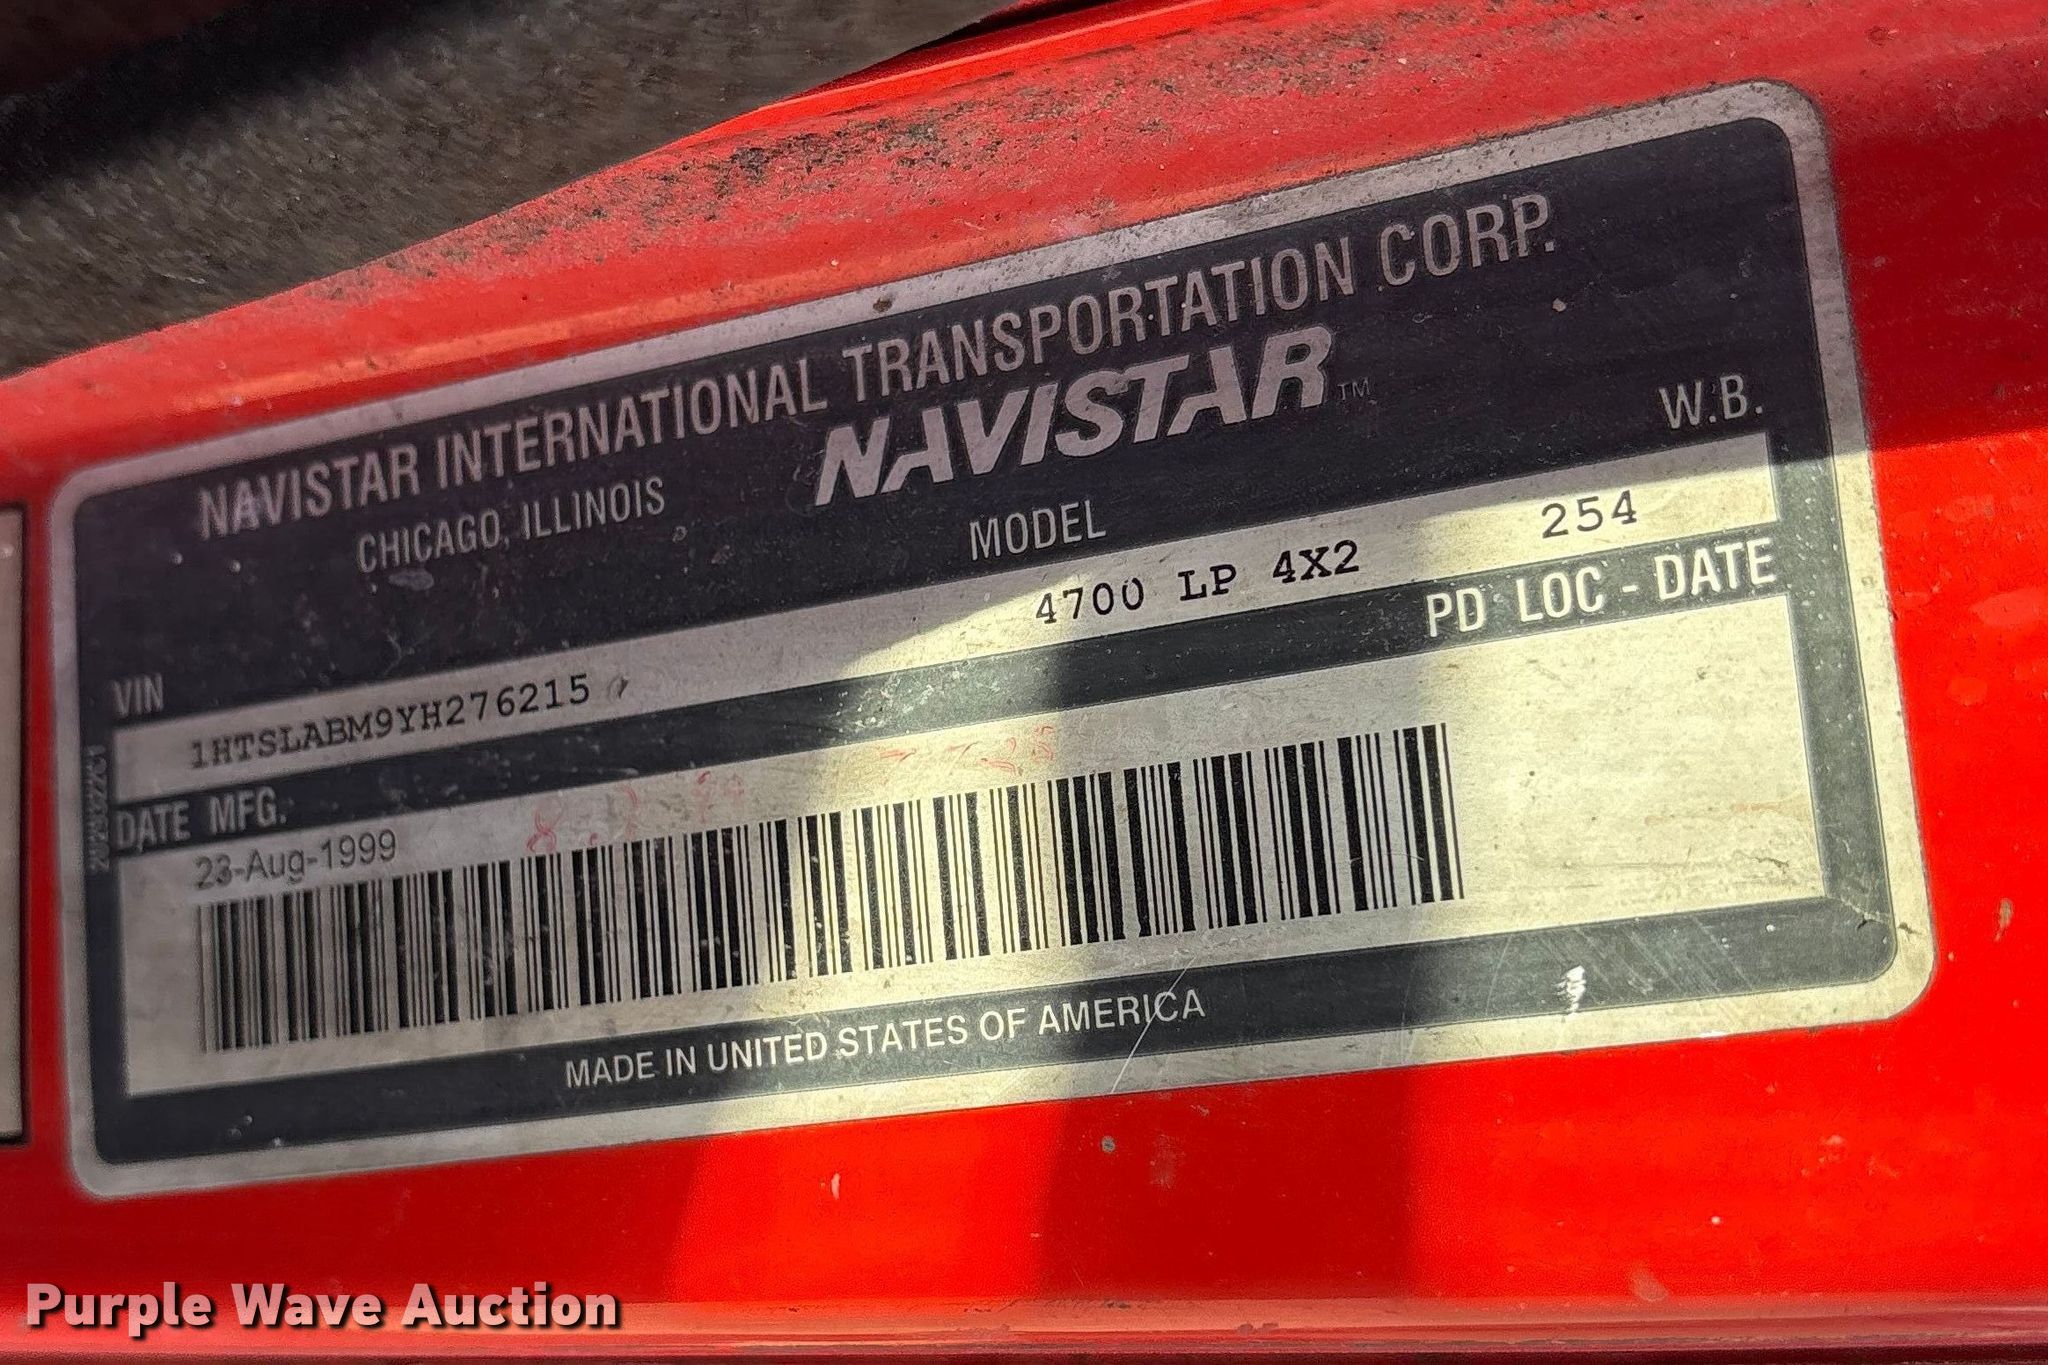 NAVISTAR INTERNATIONAL TRANSPORTATION CORP.
CHICAGO, ILLINOIS
NAVISTAR™
VIN
MODEL
W.B.
1HTSLABM9YH276215
4700 LP 4X2
254
DATE MFG.
PD LOC - DATE
23-Aug-1999
MADE IN UNITED STATES OF AMERICA
Purple Wave Auction